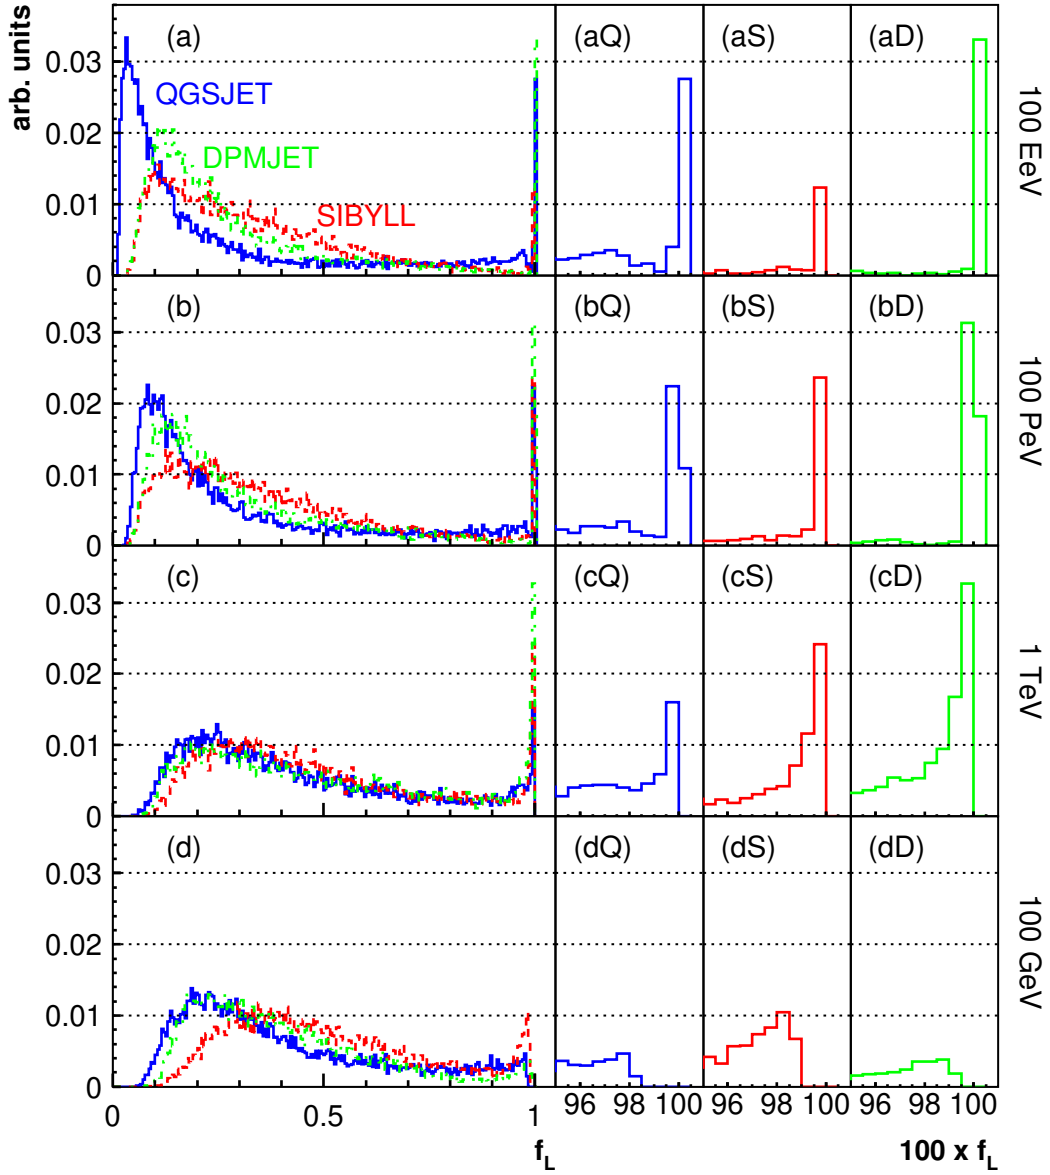 arb. units
(a) (aQ) (aS) (aD)
0.03
QGSJET
0.02
DPMJET
0.01
SIBYLL
0
100 EeV
(b) (bQ) (bS) (bD)
0.03
0.02
0.01
0
100 PeV
(c) (cQ) (cS) (cD)
0.03
0.02
0.01
0
1 TeV
(d) (dQ) (dS) (dD)
0.03
0.02
0.01
0
100 GeV
0 0.5 1 96 98 100 96 98 100 96 98 100
f_L 100 x f_L